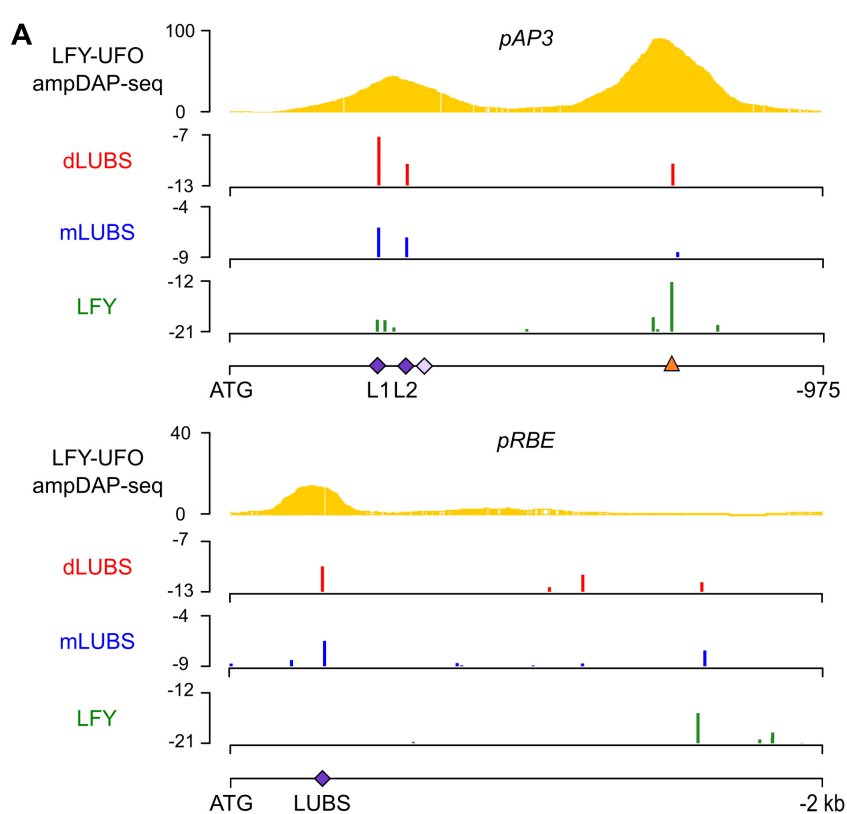 A
pAP3
LFY-UFO
ampDAP-seq
100
0
dLUBS
-7
-13
mLUBS
-4
-9
LFY
-12
-21
ATG
L1L2
-975
pRBE
LFY-UFO
ampDAP-seq
40
0
dLUBS
-7
-13
mLUBS
-4
-9
LFY
-12
-21
ATG
LUBS
-2 kb